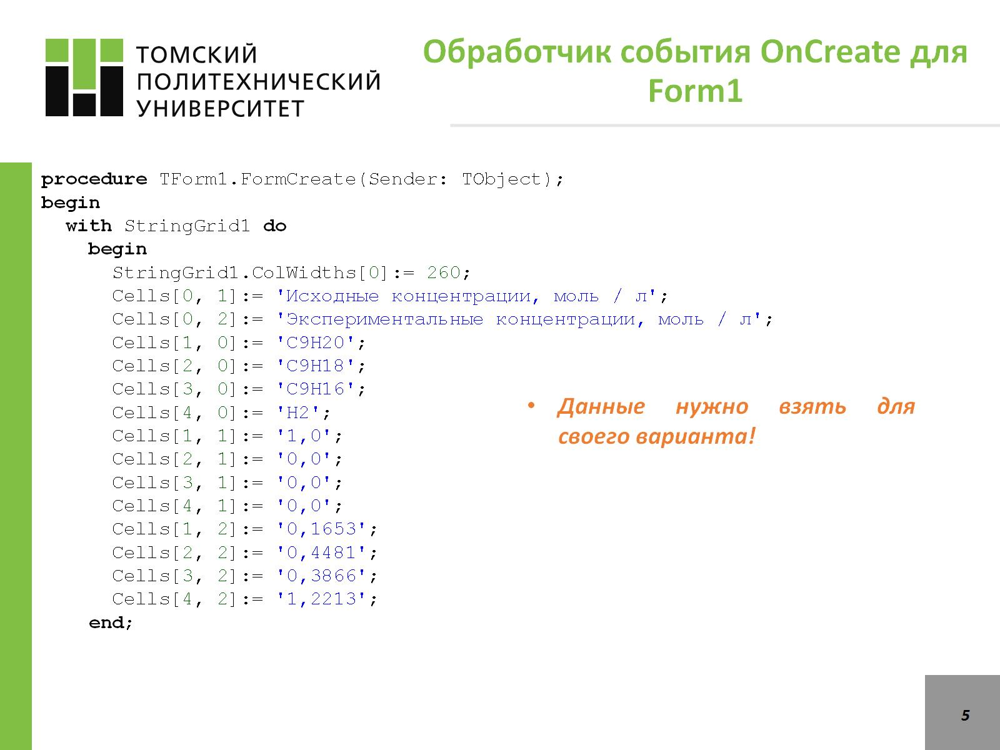 ТОМСКИЙ
ПОЛИТЕХНИЧЕСКИЙ
УНИВЕРСИТЕТ
Обработчик события OnCreate для
Form1
procedure TForm1.FormCreate(Sender: TObject);
begin
with StringGrid1 do
begin
StringGrid1.ColWidths[0]:= 260;
Cells[0, 1]:= 'Исходные концентрации, моль / л';
Cells[0, 2]:= 'Экспериментальные концентрации, моль / л';
Cells[1, 0]:= 'C9H20';
Cells[2, 0]:= 'C9H18';
Cells[3, 0]:= 'C9H16';
Cells[4, 0]:= 'H2';
Cells[1, 1]:= '1,0';
Cells[2, 1]:= '0,0';
Cells[3, 1]:= '0,0';
Cells[4, 1]:= '0,0';
Cells[1, 2]:= '0,1653';
Cells[2, 2]:= '0,4481';
Cells[3, 2]:= '0,3866';
Cells[4, 2]:= '1,2213';
end;
• Данные нужно взять для
своего варианта!
5